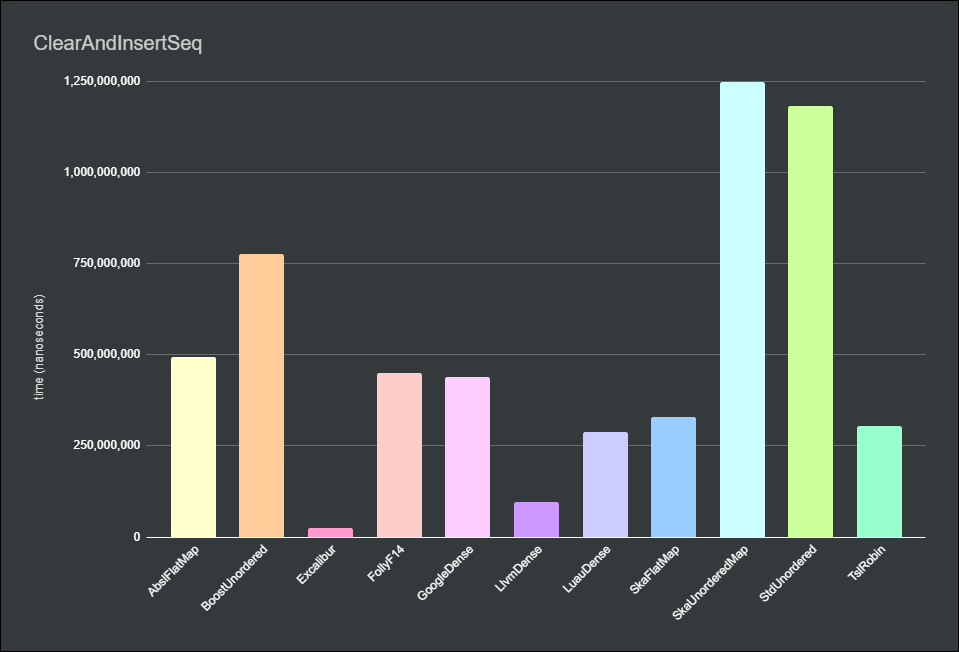 ClearAndInsertSeq
1,250,000,000
1,000,000,000
750,000,000
500,000,000
250,000,000
0
time (nanoseconds)
AbslFlatMap
BoostUnordered
Excalibur
FollyF14
GoogleDense
LlvmDense
LuauDense
SkaFlatMap
SkaUnorderedMap
StdUnordered
TslRobin